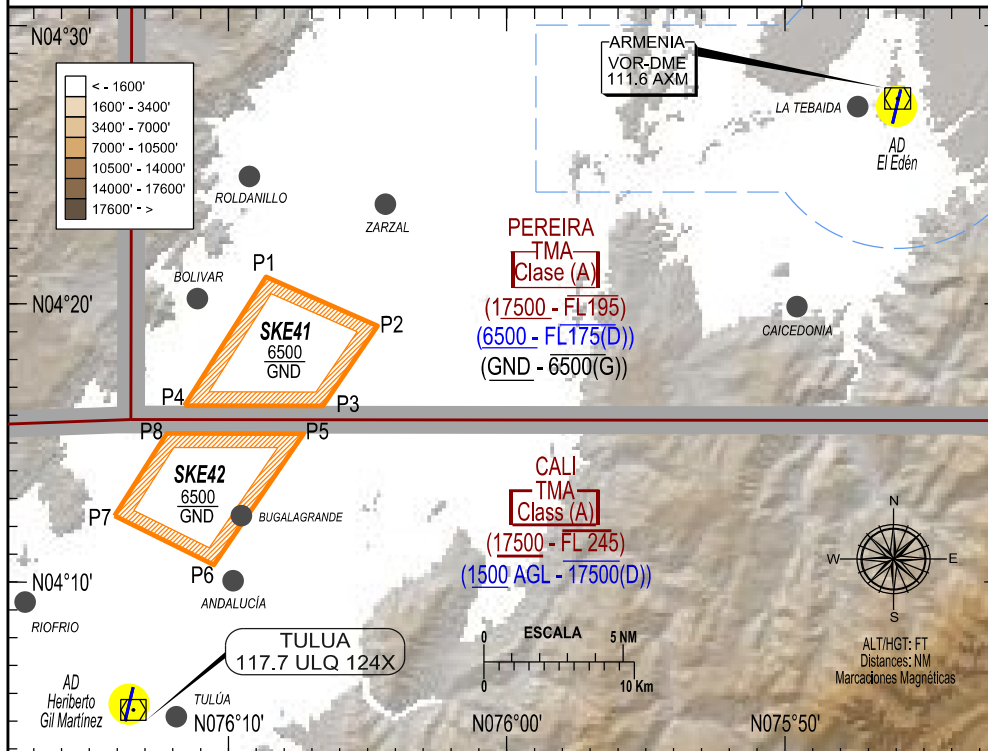 N04°30'
< - 1600'
1600' - 3400'
3400' - 7000'
7000' - 10500'
10500' - 14000'
14000' - 17600'
17600' - >
ARMENIA
VOR-DME
111.6 AXM
LA TEBAIDA
AD
El Edén
ROLDANILLO
ZARZAL
BOLIVAR
N04°20'
P1
P2
P3
P4
SKE41
6500
GND
PEREIRA
TMA
Clase (A)
(17500 - FL195)
(6500 - FL175(D))
(GND - 6500(G))
CAICEDONIA
P8
P5
P7
P6
SKE42
6500
GND
BUGALAGRANDE
CALI
TMA
Class (A)
(17500 - FL 245)
(1500 AGL - 17500(D))
N
W
E
S
N04°10'
ANDALUCÍA
RIOFRIO
TULUA
117.7 ULQ 124X
0
ESCALA
5 NM
0
10 Km
ALT/HGT: FT
Distances: NM
Marcaciones Magnéticas
AD
Heriberto
Gil Martínez
TULÚA
N076°10'
N076°00'
N075°50'